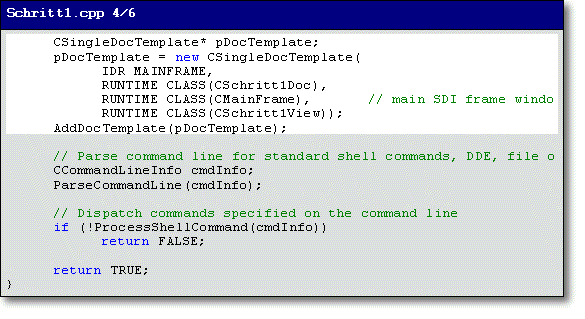 Schritt1.cpp 4/6
CSingleDocTemplate* pDocTemplate;
pDocTemplate = new CSingleDocTemplate(
IDR_MAINFRAME,
RUNTIME_CLASS(CSchritt1Doc),
RUNTIME_CLASS(CMainFrame), // main SDI frame windo
RUNTIME_CLASS(CSchritt1View));
AddDocTemplate(pDocTemplate);
// Parse command line for standard shell commands, DDE, file o
CCommandLineInfo cmdInfo;
ParseCommandLine(cmdInfo);
// Dispatch commands specified on the command line
if (!ProcessShellCommand(cmdInfo))
return FALSE;
return TRUE;
}